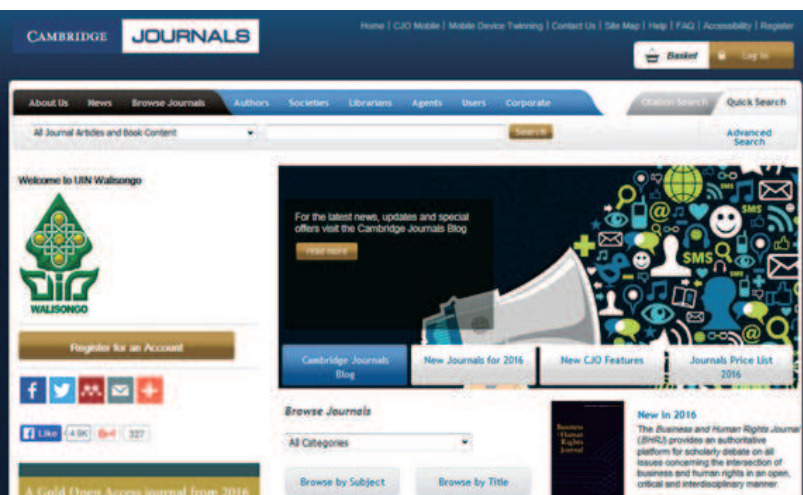 CAMBRIDGE JOURNALS
Home | CJO Mobile | Mobile Device Twinning | Contact Us | Site Map | Help | FAQ | Accessibility | Register
Basket Log In
About Us News Browse Journals Authors Societies Librarians Agents Users Corporate Citation Search Quick Search
All Journal Articles and Book Content Search Advanced
Search
Welcome to UIN Walisongo
UIN
WALISONGO
For the latest news, updates and special
offers visit the Cambridge Journals Blog
read more
SMS
SMS
Register for an Account
Cambridge Journals
Blog
New Journals for 2016
New CJO Features
Journals Price List
2016
Like 4.9K
327
Browse Journals
All Categories
Browse by Subject Browse by Title
Business
Human
Rights
Journal
New in 2016
The Business and Human Rights Journal
(BHRJ) provides an authoritative
platform for scholarly debate on all
issues concerning the intersection of
business and human rights in an open,
critical and interdisciplinary manner.
A Gold Open Access journal from 2016